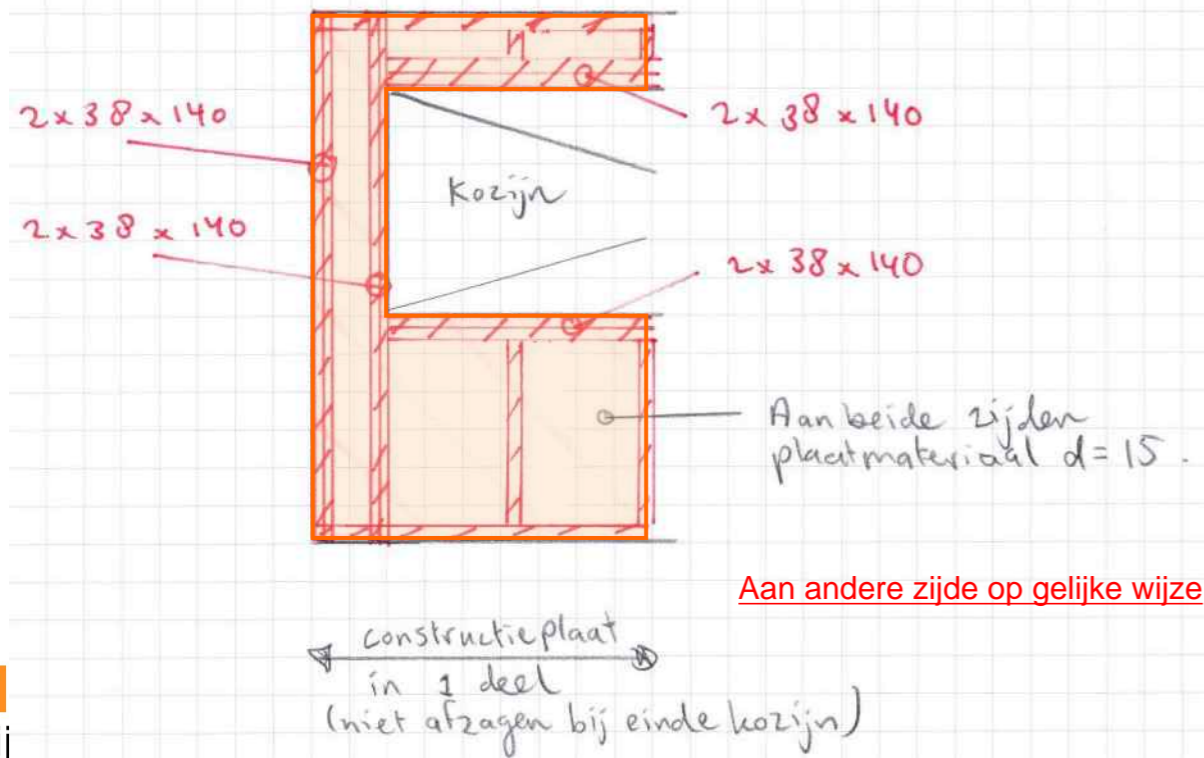 2x38x140
2x38x140
2x38x140
Kozijn
2x38x140
Aan beide zijden
plaatmateriaal d=15.
Aan andere zijde op gelijke wijze
constructieplaat
in 1 deel
(niet afzagen bij einde kozijn)